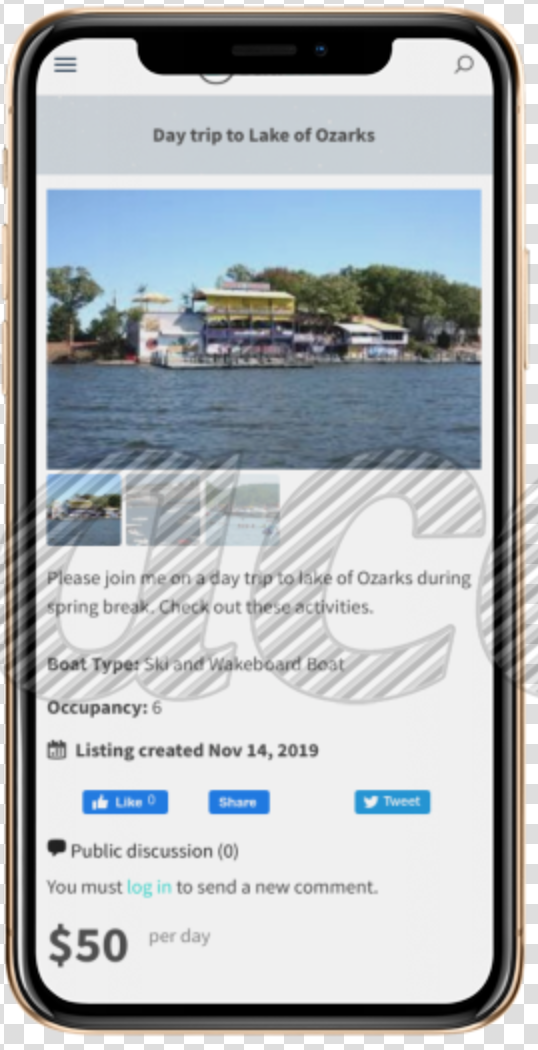 Day trip to Lake of Ozarks
Please join me on a day trip to lake of Ozarks during
spring break. Check out these activities.
Boat Type: Ski and Wakeboard Boat
Occupancy: 6
Listing created Nov 14, 2019
Like 0 Share Tweet
Public discussion (0)
You must log in to send a new comment.
$50 per day